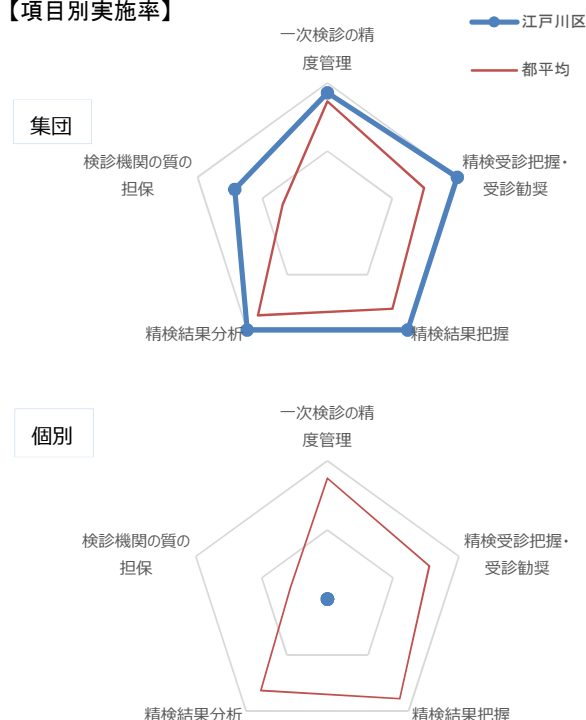 【項目別実施率】
江戸川区
都平均
集団
一次検診の精
度管理
精検受診把握・
受診勧奨
精検結果把握
精検結果分析
検診機関の質の
担保
個別
一次検診の精
度管理
精検受診把握・
受診勧奨
精検結果把握
精検結果分析
検診機関の質の
担保